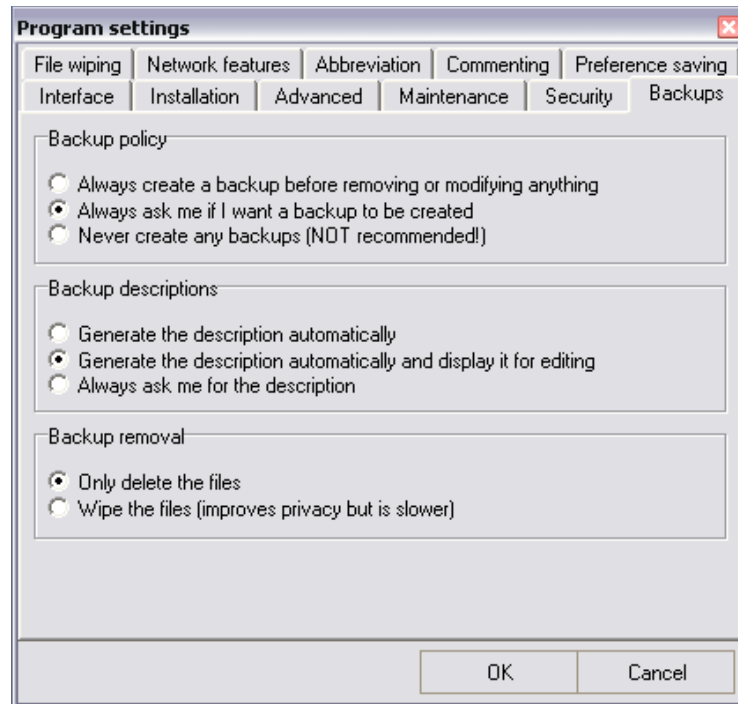 Program settings
File wiping Network features Abbreviation Commenting Preference saving
Interface Installation Advanced Maintenance Security Backups
Backup policy
Always create a backup before removing or modifying anything
Always ask me if I want a backup to be created
Never create any backups (NOT recommended!)
Backup descriptions
Generate the description automatically
Generate the description automatically and display it for editing
Always ask me for the description
Backup removal
Only delete the files
Wipe the files (improves privacy but is slower)
OK Cancel